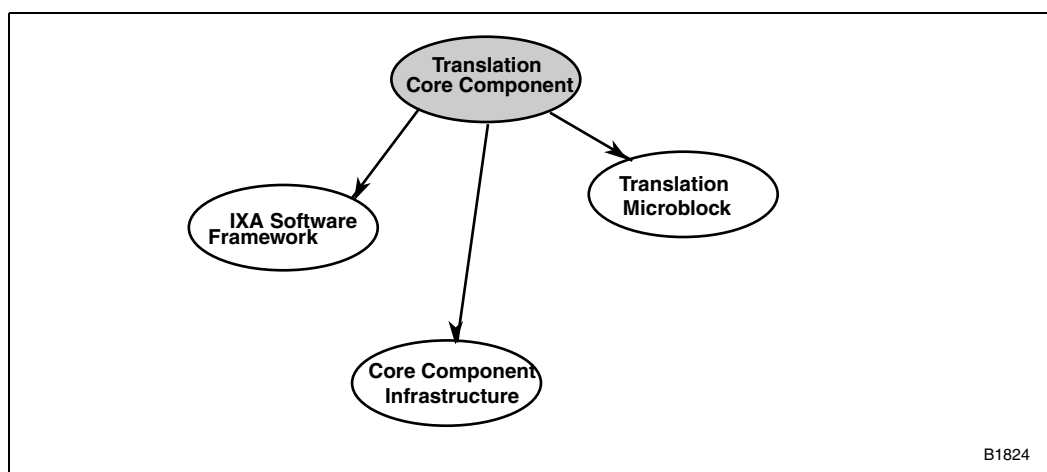 Translation
Core Component
Translation
Microblock
IXA Software
Framework
Core Component
Infrastructure
B1824